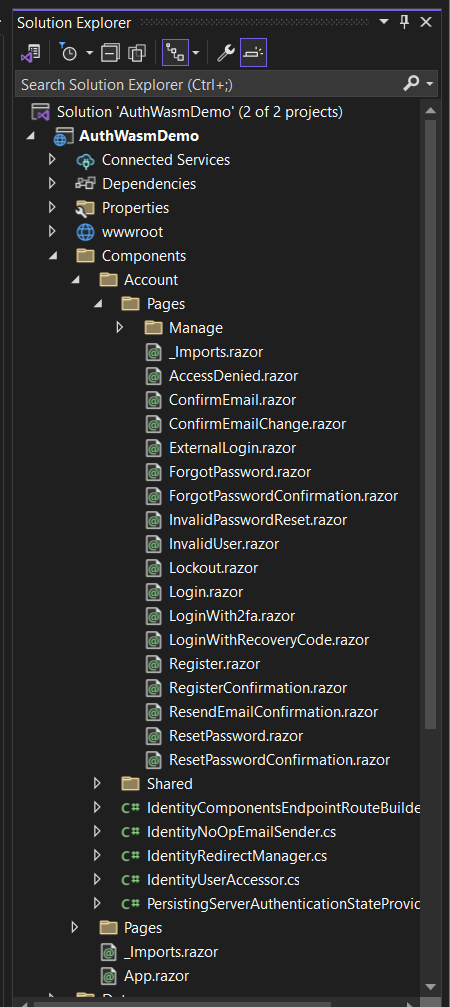 Solution Explorer
Search Solution Explorer (Ctrl+;)
Solution 'AuthWasmDemo' (2 of 2 projects)
AuthWasmDemo
Connected Services
Dependencies
Properties
wwwroot
Components
Account
Pages
Manage
_Imports.razor
AccessDenied.razor
ConfirmEmail.razor
ConfirmEmailChange.razor
ExternalLogin.razor
ForgotPassword.razor
ForgotPasswordConfirmation.razor
InvalidPasswordReset.razor
InvalidUser.razor
Lockout.razor
Login.razor
LoginWith2fa.razor
LoginWithRecoveryCode.razor
Register.razor
RegisterConfirmation.razor
ResendEmailConfirmation.razor
ResetPassword.razor
ResetPasswordConfirmation.razor
Shared
C# IdentityComponentsEndpointRouteBuilde
C# IdentityNoOpEmailSender.cs
C# IdentityRedirectManager.cs
C# IdentityUserAccessor.cs
C# PersistingServerAuthenticationStateProvic
Pages
_Imports.razor
App.razor